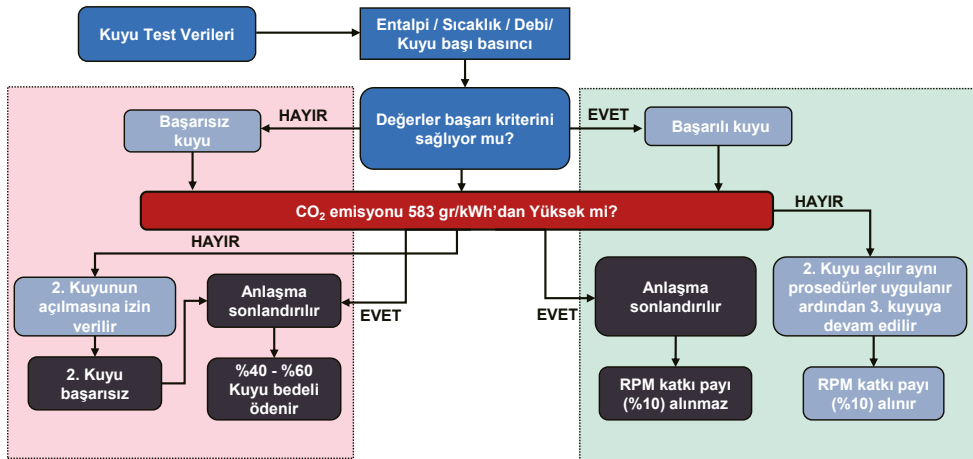 Kuyu Test Verileri
Entalpi / Sıcaklık / Debi/
Kuyu başı basıncı
HAYIR
Değerler başarı kriterini
sağlıyor mu?
EVET
Başarısız
kuyu
Başarılı kuyu
CO₂ emisyonu 583 gr/kWh’dan Yüksek mi?
HAYIR
HAYIR
2. Kuyunun
açılmasına izin
verilir
Anlaşma
sonlandırılır
EVET
EVET
Anlaşma
sonlandırılır
2. Kuyu açılır aynı
prosedürler uygulanır
ardından 3. kuyuya
devam edilir
2. Kuyu
başarısız
%40 - %60
Kuyu bedeli
ödenir
RPM katkı payı
(%10) alınmaz
RPM katkı payı
(%10) alınır